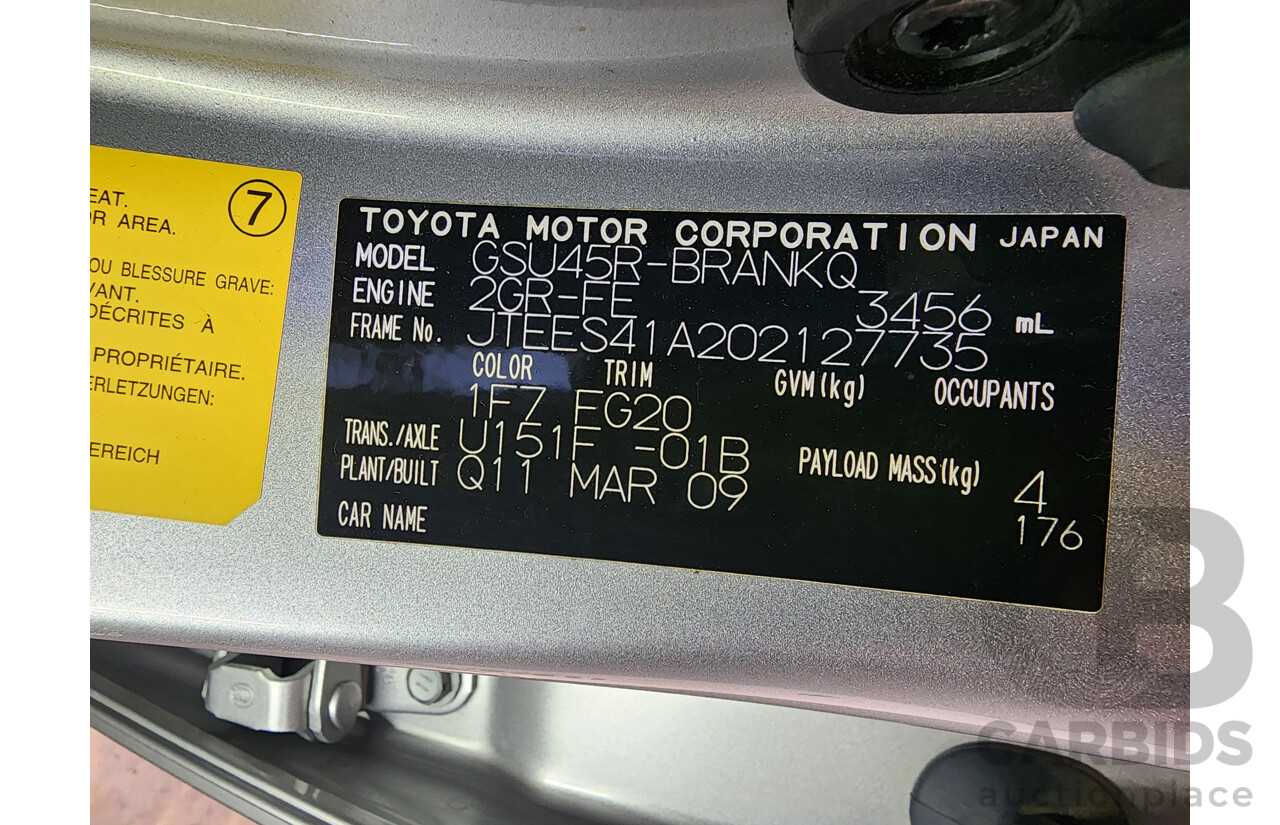 EAT.
OR AREA.
7
OU BLESSURE GRAVE:
VANT.
DÉCRITES À
PROPRIÉTAIRE.
ERLETZUNGEN:
EREICH
TOYOTA MOTOR CORPORATION JAPAN
MODEL GSU45R-BRANKQ
ENGINE 2GR-FE 3456 mL
FRAME No. JTEES41A202127735
COLOR TRIM GVM(kg) OCCUPANTS
1F7 EG20
TRANS./AXLE U151F -01B
PLANT/BUILT Q11 MAR 09 PAYLOAD MASS(kg) 4
CAR NAME 176
B
CARBIDS
auctionplace